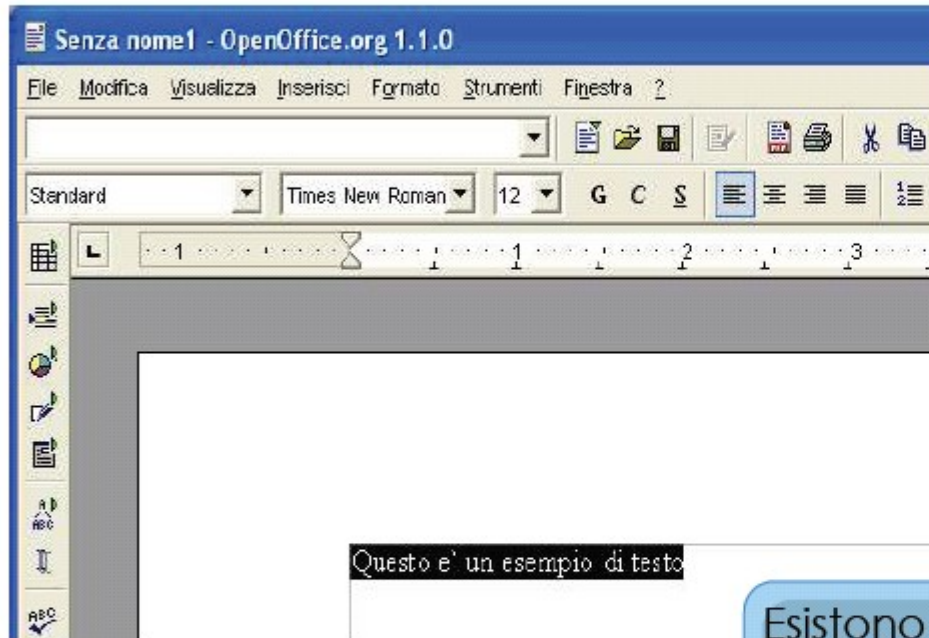 Senza nome1 - OpenOffice.org 1.1.0
File Modifica Visualizza Inserisci Formato Strumenti Finestra ?
Standard Times New Roman 12 G C S
1 1 2 3
Questo e` un esempio di testo
Esistono